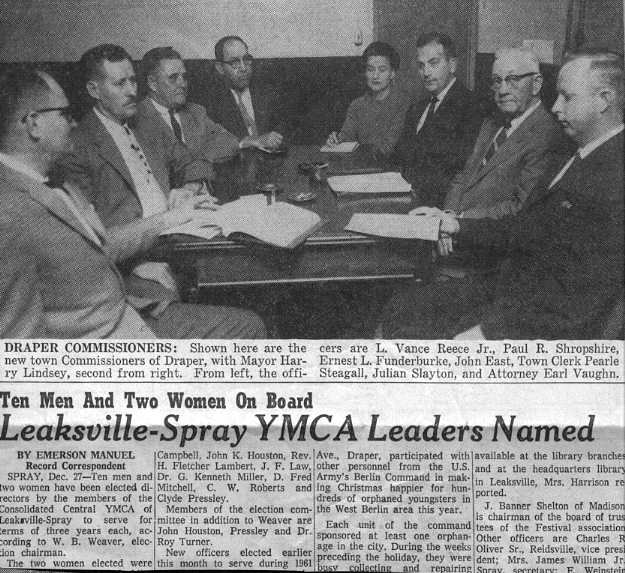 DRAPER COMMISSIONERS: Shown here are the
new town Commissioners of Draper, with Mayor Har-
ry Lindsey, second from right. From left, the offi-
cers are L. Vance Reece Jr., Paul R. Shropshire,
Ernest L. Funderburke, John East, Town Clerk Pearle
Steagall, Julian Slayton, and Attorney Earl Vaughn.
Ten Men And Two Women On Board
Leaksville-Spray YMCA Leaders Named
BY EMERSON MANUEL
Record Correspondent
SPRAY, Dec. 27—Ten men and
two women have been elected di-
rectors by the members of the
Consolidated Central YMCA of
Leaksville-Spray to serve for
terms of three years each, ac-
cording to W. B. Weaver, elec-
tion chairman.
The two women elected were
Campbell, John K. Houston, Rev.
H. Fletcher Lambert, J. F. Law,
Dr. G. Kenneth Miller, D. Fred
Mitchell, C. W. Roberts and
Clyde Pressley.
Members of the election com-
mittee in addition to Weaver are
John Houston, Pressley and Dr.
Roy Turner.
New officers elected earlier
this month to serve during 1961
Ave., Draper, participated with
other personnel from the U.S.
Army's Berlin Command in mak-
ing Christmas happier for hun-
dreds of orphaned youngsters in
the West Berlin area this year.
Each unit of the command
sponsored at least one orphan-
age in the city. During the weeks
preceding the holiday, they were
busy collecting and repairing
available at the library branches
and at the headquarters library
in Leaksville, Mrs. Harrison re-
ported.
J. Banner Shelton of Madison
is chairman of the board of trus-
tees of the Festival association.
Other officers are Charles R.
Oliver Sr., Reidsville, vice presi-
dent; Mrs. James William Jr.
Spray, secretary; F. Weinstein